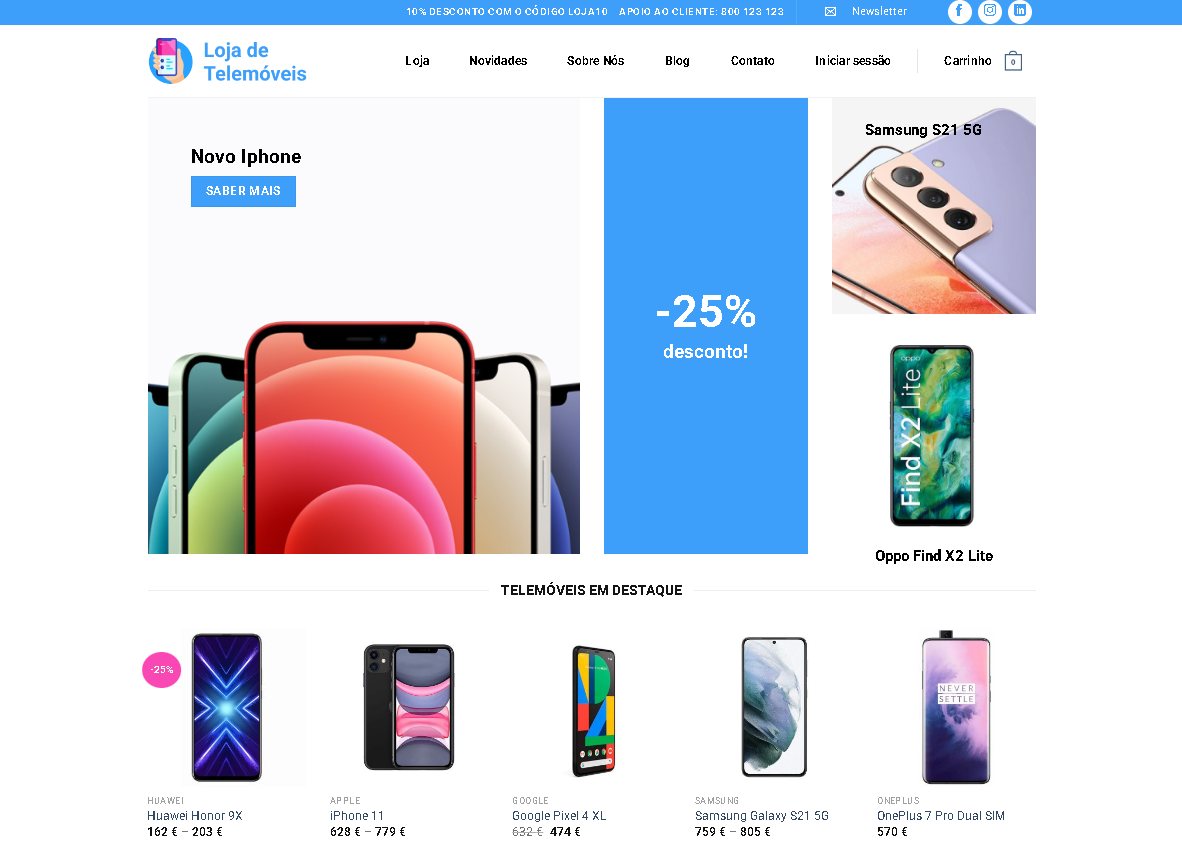 10% DESCONTO COM O CÓDIGO LOJA10 APOIO AO CLIENTE: 800 123 123
Newsletter
Loja de
Telemóveis
Loja
Novidades
Sobre Nós
Blog
Contato
Iniciar sessão
Carrinho
0
Novo Iphone
SABER MAIS
-25%
desconto!
Samsung S21 5G
oppo
Find X2 Lite
Oppo Find X2 Lite
TELEMÓVEIS EM DESTAQUE
-25%
NEVER
SETTLE
HUAWEI
Huawei Honor 9X
162 € – 203 €
APPLE
iPhone 11
628 € – 779 €
GOOGLE
Google Pixel 4 XL
632 € 474 €
SAMSUNG
Samsung Galaxy S21 5G
759 € – 805 €
ONEPLUS
OnePlus 7 Pro Dual SIM
570 €